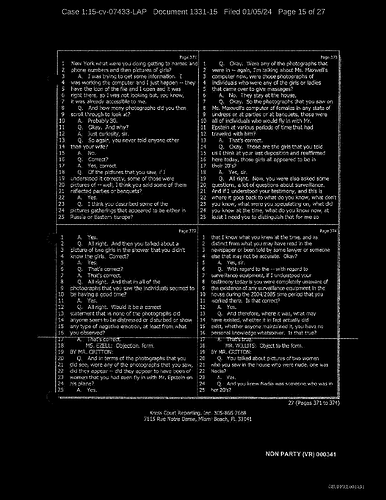 Case 1:15-cv-07433-LAP Document 1331-15 Filed 01/05/24 Page 15 of 27
Page 371
1 New York what were you doing getting to names and
2 phone numbers and then pictures of girls?
3 A. I was trying to get some information. I
4 was working the computer and I just happen -- they
5 have the icon of the file and I open and it was
6 right there, so I was not looking but, you know,
7 it was already accessible to me.
8 Q. And how many photographs did you then
9 scroll through to look at?
10 A. Probably 30.
11 Q. Okay. And why?
12 A. Just curiosity, sir.
13 Q. So again, you never told anyone other
14 than your wife?
15 A. No.
16 Q. Correct?
17 A. Yes, correct.
18 Q. Of the pictures that you saw, if I
19 understood it correctly, some of those were
20 pictures of -- well, I think you said some of them
21 reflected pictures at banquets?
22 A. Yes.
23 Q. I think you described some of the
24 pictures gatherings that appeared to be either in
25 Russia or Eastern Europe?
Page 372
1 A. Yes.
2 Q. All right. And then you talked about a
3 picture of two girls in the shower that you didn't
4 know the girls. Correct?
5 A. Yes.
6 Q. That's correct?
7 A. That's correct.
8 Q. All right. And that in all of the
9 photographs that you saw the individuals seemed to
10 be having a good time?
11 A. Yes.
12 Q. All right. Would it be a correct
13 statement that in none of the photographs did
14 anyone seem to be distressed or disturbed or show
15 any type of negative emotion, at least from what
16 you observed?
17 A. That's correct.
18 MS. EZELL: Objection. Form.
19 BY MR. CRITTON:
20 Q. And in terms of the photographs that you
21 did see, were any of the photographs that you saw,
22 did they appear -- did they appear to have been of
23 women that you had seen fly in with Mr. Epstein on
24 his plane?
25 A. Yes.
Page 373
1 Q. Okay. Were any of the photographs that
2 were in -- again, I'm talking about Ms. Maxwell's
3 computer now, were those photographs of
4 individuals who were any of the girls or ladies
5 that came over to give massages?
6 A. No. They stay at the house.
7 Q. Okay. So the photographs that you saw on
8 Ms. Maxwell's computer of females in any state of
9 undress or at parties or at banquets, those were
10 all of individuals who would fly in with Mr.
11 Epstein at various periods of time that had
12 traveled with him?
13 A. That's correct.
14 Q. Okay. Those are the girls that you told
15 us I think at your last deposition and reaffirmed
16 here today, those girls all appeared to be in
17 their 20's?
18 A. Yes, sir.
19 Q. All right. Now, you were also asked some
20 questions, a lot of questions about surveillance.
21 And if I understood your testimony, and this is
22 where it goes back to what do you know, what don't
23 you know, what were you speculating on, what did
24 you know at the time, what do you know now, at
25 least I need you to distinguish that for me so
Page 374
1 that I know what you knew at the time, and as
2 distinct from what you may have read in the
3 newspaper or been told by some lawyer or someone
4 else that may not be accurate. Okay?
5 A. Yes, sir.
6 Q. With regard to the -- with regard to
7 surveillance equipment, if I understood your
8 testimony today is you were completely unaware of
9 the existence of any surveillance equipment in the
10 house during the 2004/2005 time period that you
11 worked there. Is that correct?
12 A. Yes.
13 Q. And therefore, where it was, what may
14 have existed, whether it in fact actually did
15 exist, whether anyone maintained it, you have no
16 personal knowledge whatsoever. Is that true?
17 A. That's true.
18 MR. WILLITS: Object to the form.
19 BY MR. CRITTON:
20 Q. You talked about pictures of two women
21 who you saw in the house who were nude, one was
22 Nadia?
23 A. Yes.
24 Q. And you knew Nadia was someone who was in
25 her 20's?
27 (Pages 371 to 374)
Kress Court Reporting, Inc. 305-866-7688
7115 Rue Notre Dame, Miami Beach, FL 33141
NON PARTY (VR) 000341